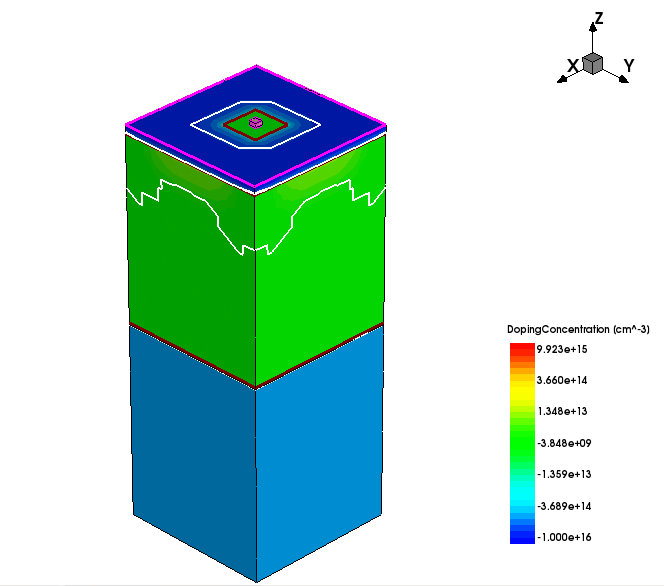 Z
X
Y
DopingConcentration (cm^-3)
9.923e+15
3.660e+14
1.348e+13
-3.848e+09
-1.359e+13
-3.689e+14
-1.000e+16